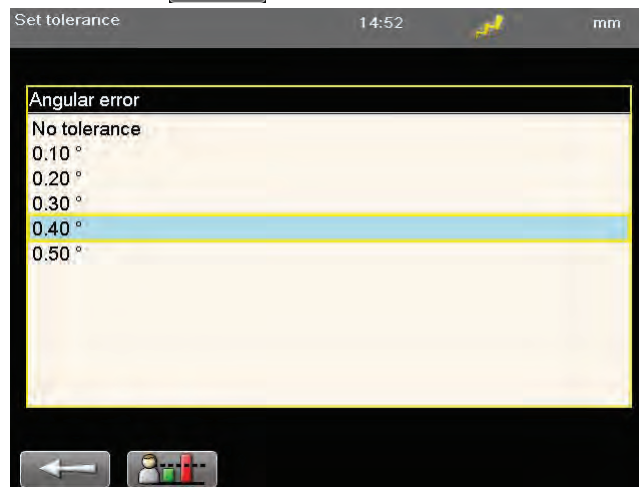 Set tolerance 14:52 mm
Angular error
No tolerance
0.10 °
0.20 °
0.30 °
0.40 °
0.50 °